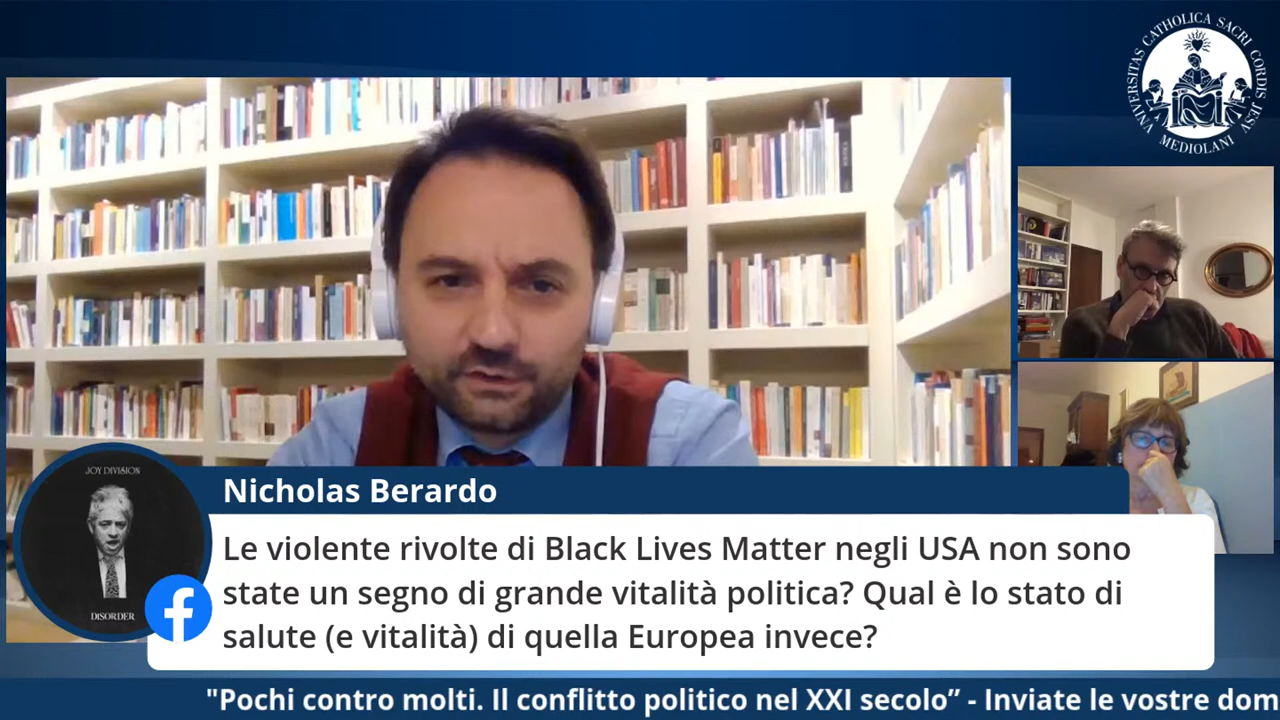 VNIVERSITAS CATHOLICA SACRI CORDIS JESV
MEDIOLANI
JOY DIVISION
DISORDER
Nicholas Berardo
Le violente rivolte di Black Lives Matter negli USA non sono
state un segno di grande vitalità politica? Qual è lo stato di
salute (e vitalità) di quella Europea invece?
"Pochi contro molti. Il conflitto politico nel XXI secolo” - Inviate le vostre dom